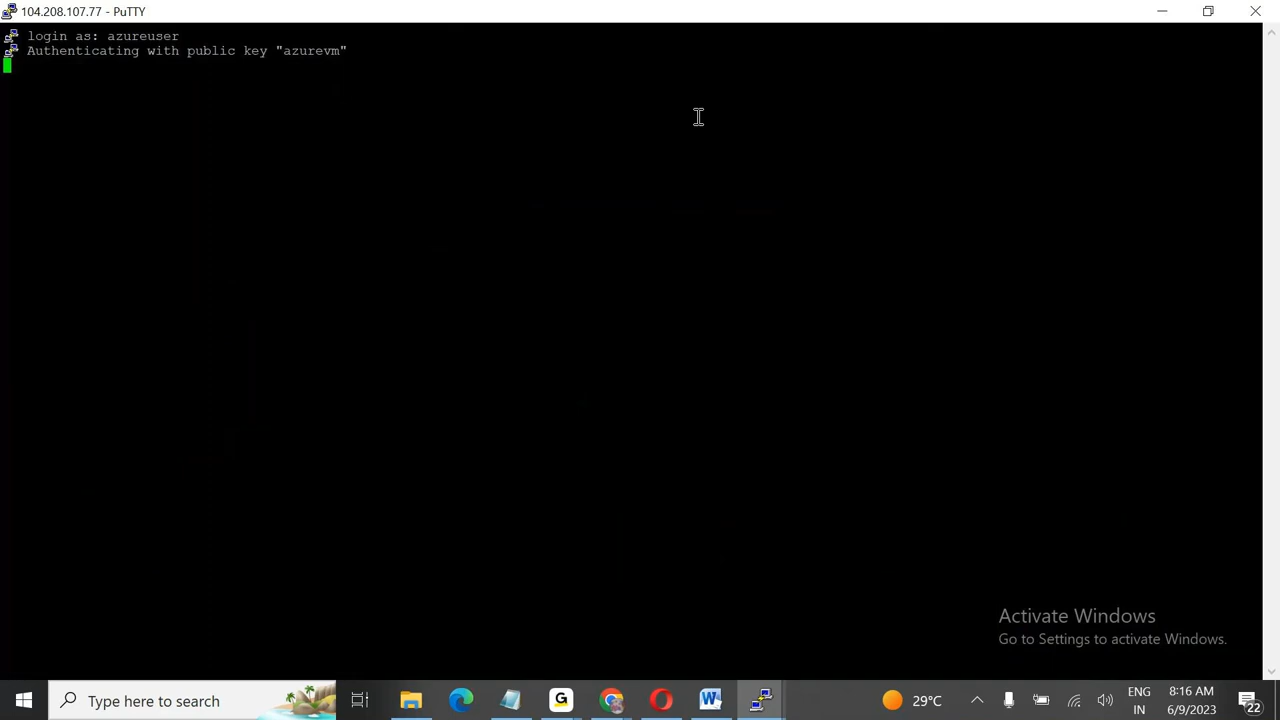 104.208.107.77 - PuTTY
login as: azureuser
Authenticating with public key "azurevm"
Activate Windows
Go to Settings to activate Windows.
Type here to search
G
W
29°C
ENG
IN
8:16 AM
6/9/2023
22